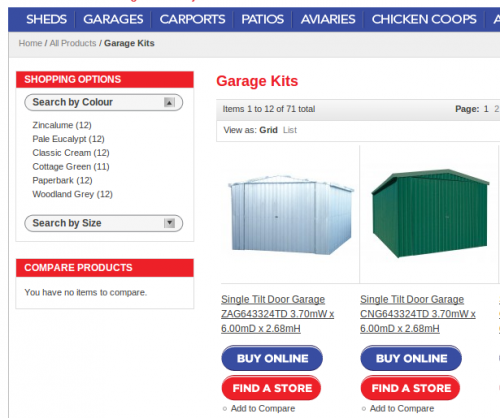 SHEDS GARAGES CARPORTS PATIOS AVIARIES CHICKEN COOPS
Home / All Products / Garage Kits
SHOPPING OPTIONS
Search by Colour
Zincalume (12)
Pale Eucalypt (12)
Classic Cream (12)
Cottage Green (11)
Paperbark (12)
Woodland Grey (12)
Search by Size
COMPARE PRODUCTS
You have no items to compare.
Garage Kits
Items 1 to 12 of 71 total Page: 1 2
View as: Grid List
Single Tilt Door Garage
ZAG643324TD 3.70mW x
6.00mD x 2.68mH
BUY ONLINE
FIND A STORE
Add to Compare
Single Tilt Door Garage
CNG643324TD 3.70mW x
6.00mD x 2.68mH
BUY ONLINE
FIND A STORE
Add to Compare